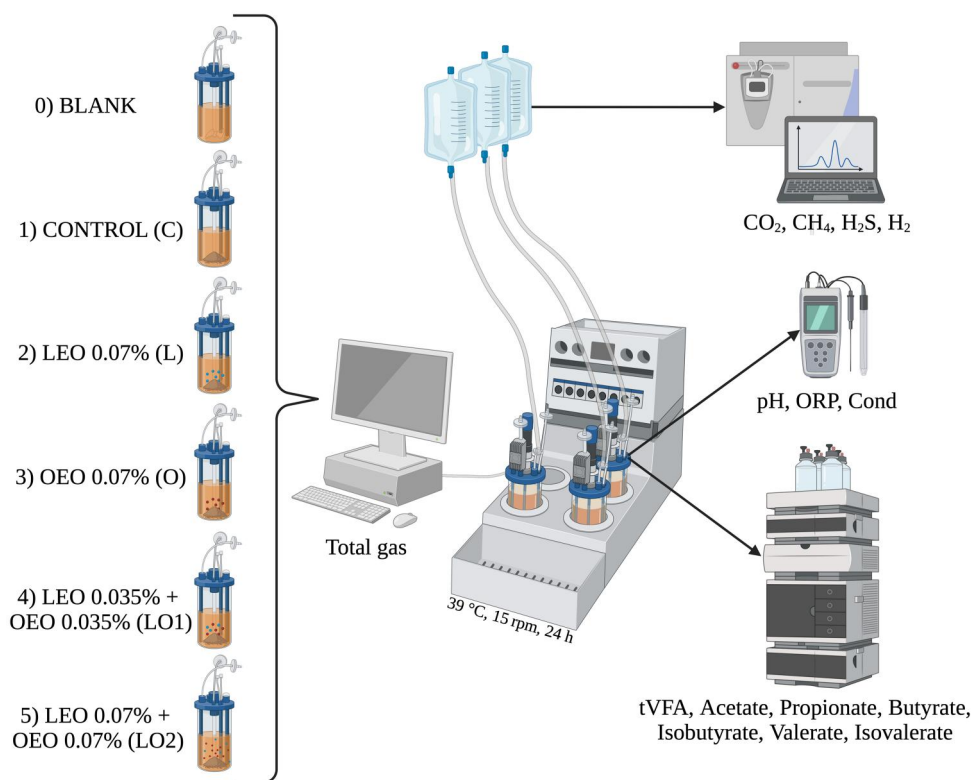 0) BLANK
1) CONTROL (C)
2) LEO 0.07% (L)
3) OEO 0.07% (O)
4) LEO 0.035% +
OEO 0.035% (LO1)
5) LEO 0.07% +
OEO 0.07% (LO2)
Total gas
39 °C, 15 rpm, 24 h
CO₂, CH₄, H₂S, H₂
pH, ORP, Cond
tVFA, Acetate, Propionate, Butyrate,
Isobutyrate, Valerate, Isovalerate